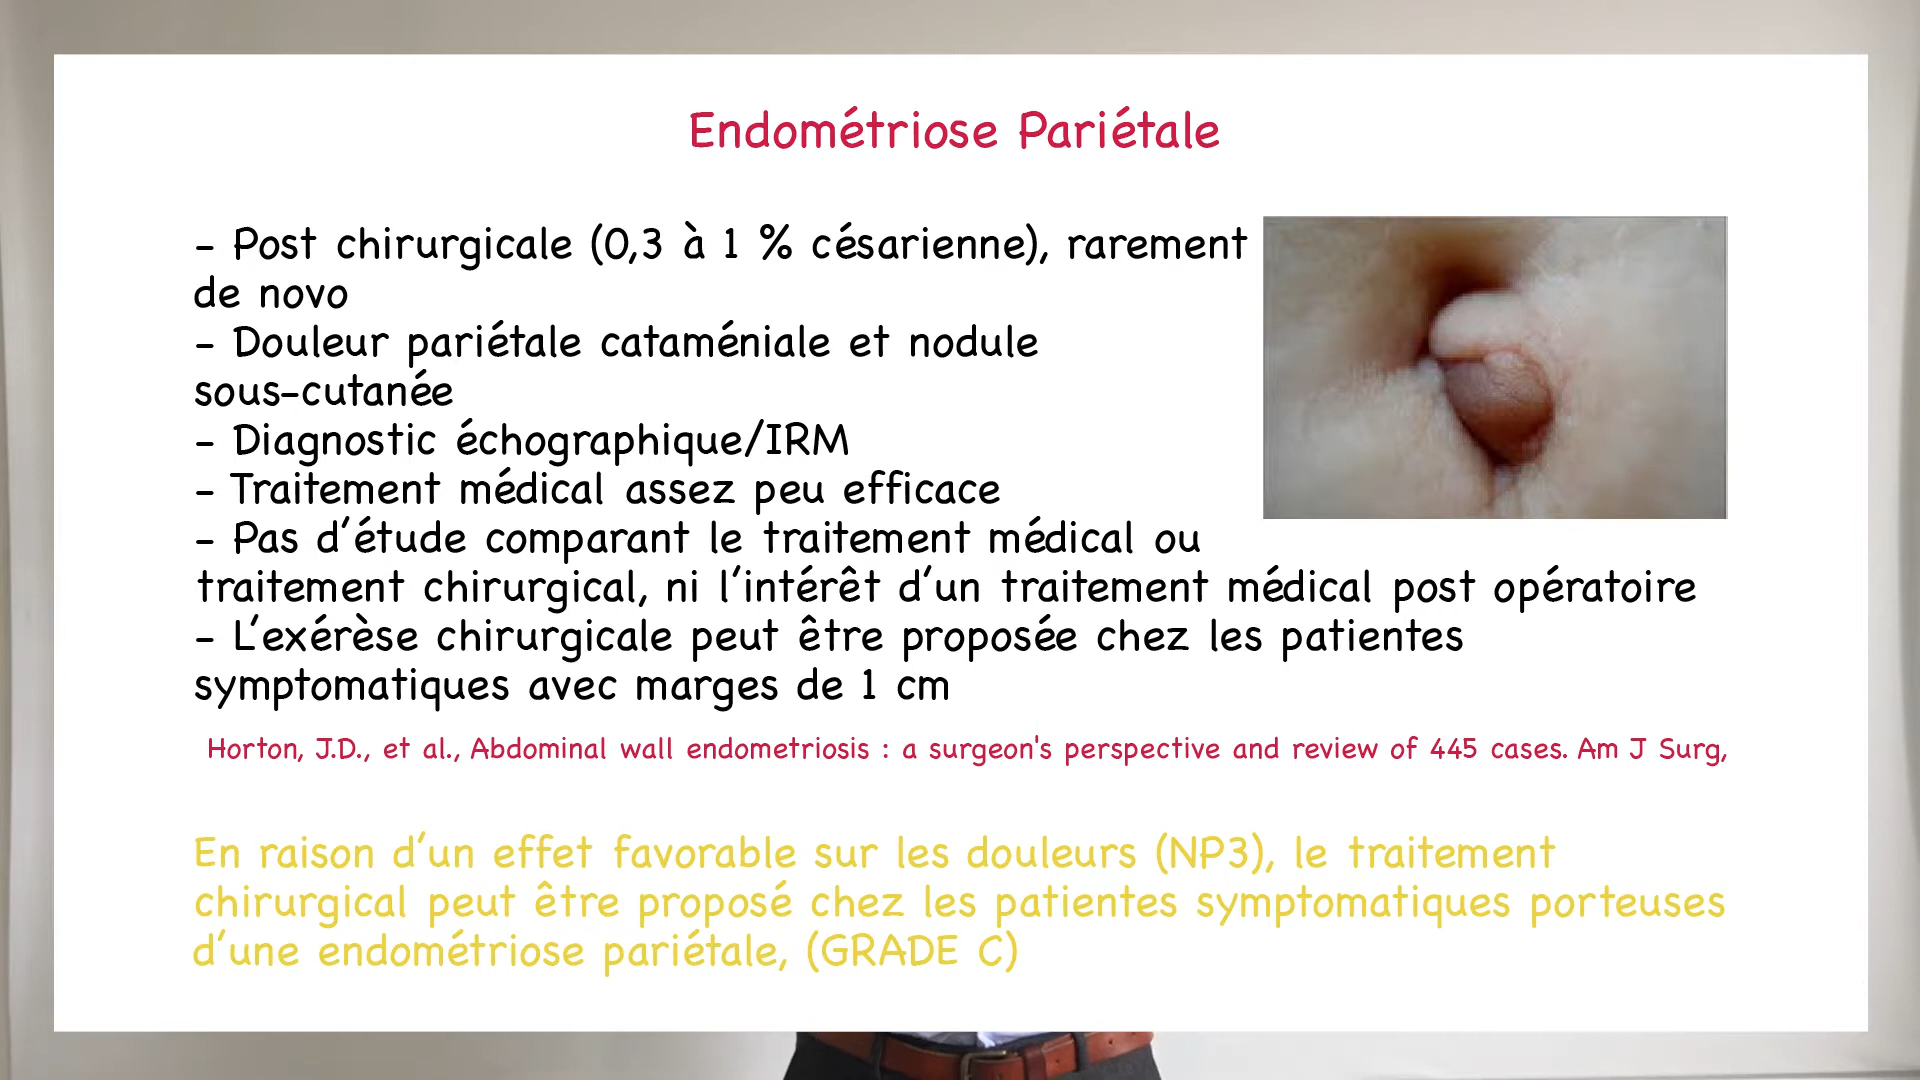 Endométriose Pariétale
- Post chirurgicale (0,3 à 1 % césarienne), rarement
de novo
- Douleur pariétale cataméniale et nodule
sous-cutanée
- Diagnostic échographique/IRM
- Traitement médical assez peu efficace
- Pas d’étude comparant le traitement médical ou
traitement chirurgical, ni l’intérêt d’un traitement médical post opératoire
- L’exérèse chirurgicale peut être proposée chez les patientes
symptomatiques avec marges de 1 cm
Horton, J.D., et al., Abdominal wall endometriosis : a surgeon's perspective and review of 445 cases. Am J Surg,
En raison d’un effet favorable sur les douleurs (NP3), le traitement
chirurgical peut être proposé chez les patientes symptomatiques porteuses
d’une endométriose pariétale, (GRADE C)